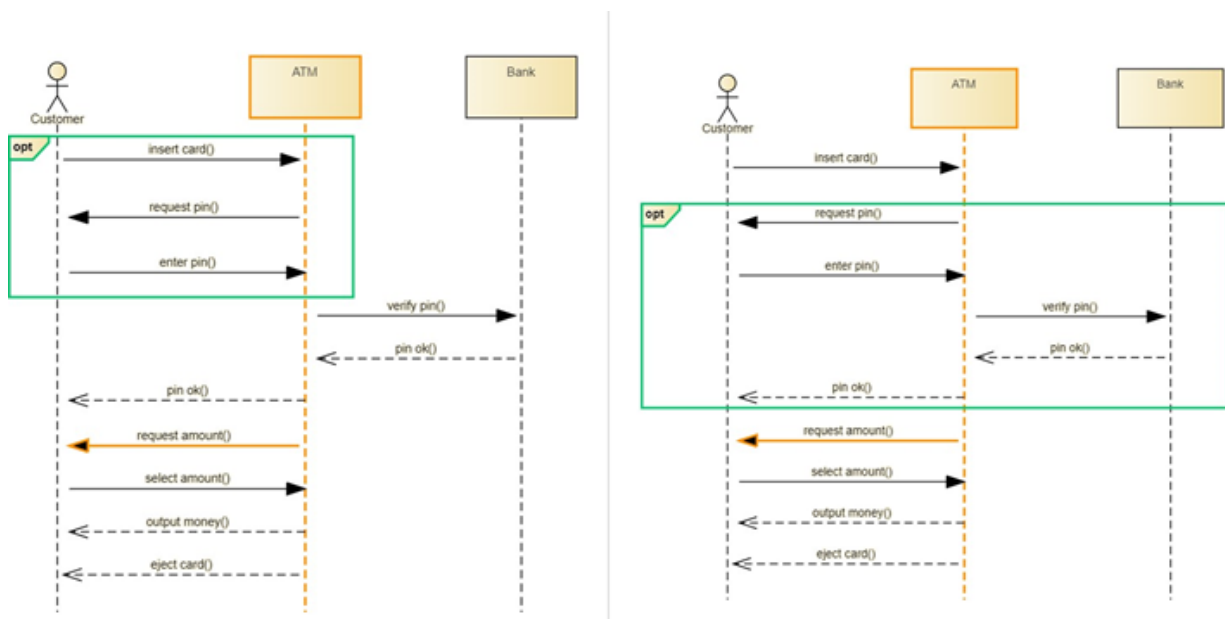 ATM
Bank
Customer
opt
insert card()
request pin()
enter pin()
verify pin()
pin ok()
pin ok()
request amount()
select amount()
output money()
eject card()
ATM
Bank
Customer
insert card()
opt
request pin()
enter pin()
verify pin()
pin ok()
pin ok()
request amount()
select amount()
output money()
eject card()